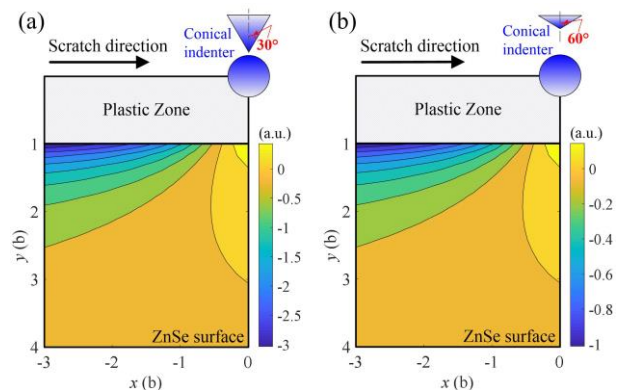 (a)
Scratch direction
Conical
indenter
30°
Plastic Zone
(a.u.)
0
-0.5
-1
-1.5
-2
-2.5
-3
1
2
3
4
y (b)
ZnSe surface
-3
-2
-1
0
x (b)
(b)
Scratch direction
Conical
indenter
60°
Plastic Zone
(a.u.)
0
-0.2
-0.4
-0.6
-0.8
-1
1
2
3
4
y (b)
ZnSe surface
-3
-2
-1
0
x (b)